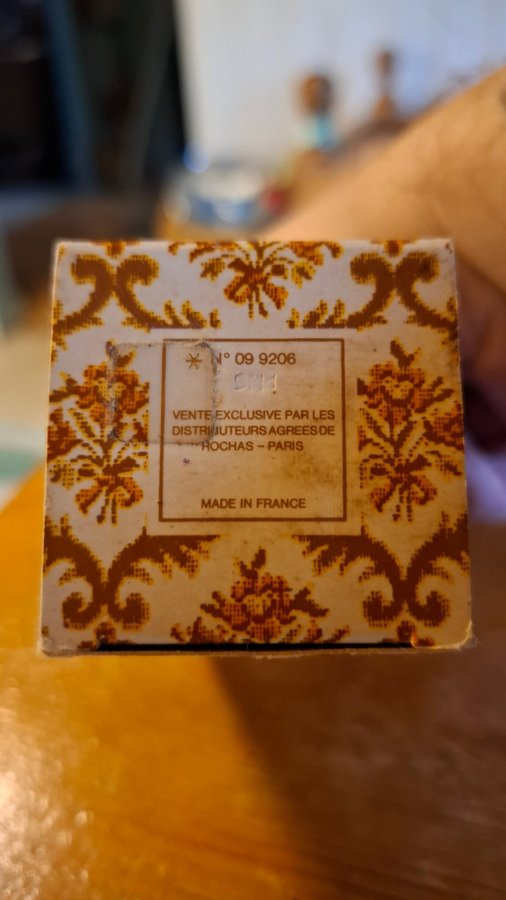 ✳ N° 09 9206
VENTE EXCLUSIVE PAR LES
DISTRIBUTEURS AGREES DE
ROCHAS – PARIS
MADE IN FRANCE